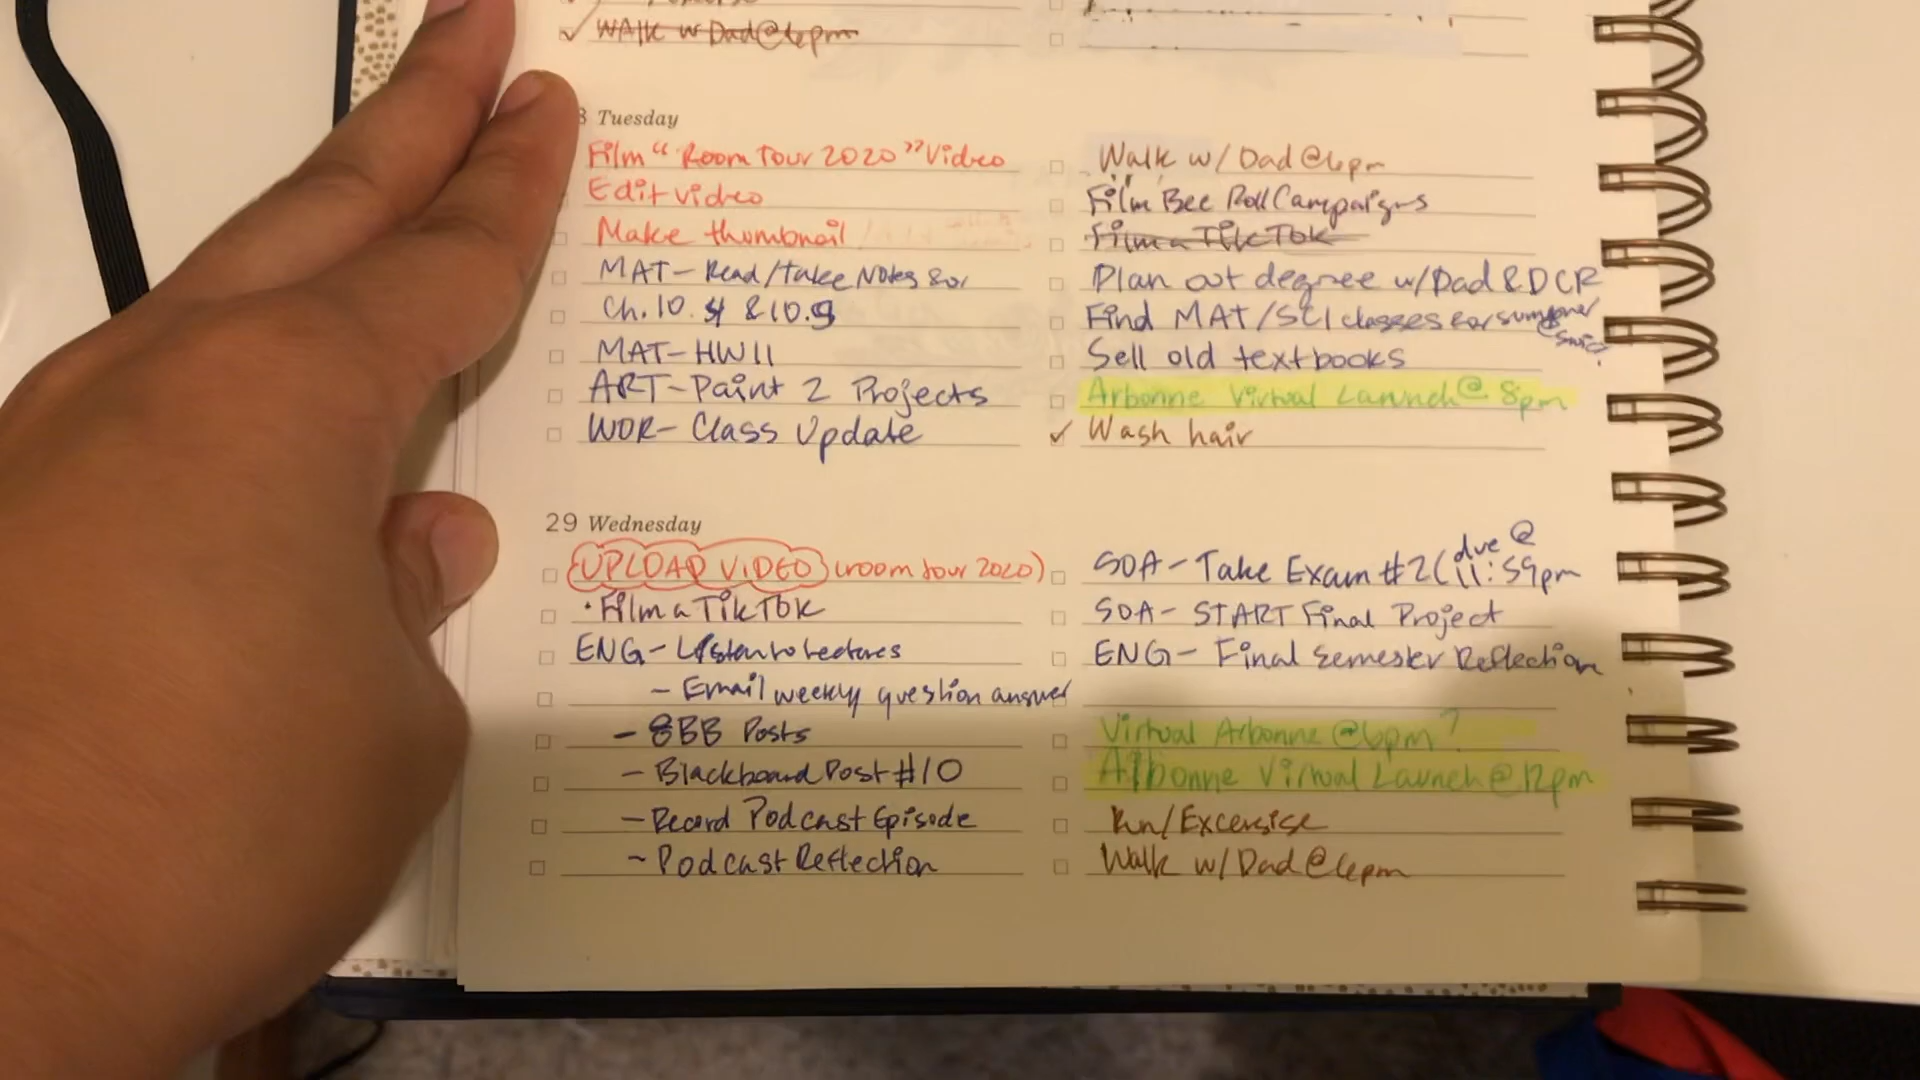 WALK w Dad@6pm
8 Tuesday
Film "Room Tour 2020" Video
Edit video
Make thumbnail
MAT- Read/take Notes for
Ch. 10.4 & 10.5
MAT- HW11
ART- Paint 2 Projects
WOR- Class Update
Walk w/ Dad @6pm
Film Bee Roll Campaigns
Film a TikTok
Plan out degree w/Dad & DCR
Find MAT/SCI classes for summer
@ swic?
Sell old textbooks
Arbonne Virtual Launch@ 8pm
Wash hair
29 Wednesday
UPLOAD VIDEO (room tour 2020)
• Film a TikTok
ENG- Listen to Lectures
- Email weekly question answer
- 8BB Posts
- Blackboard Post #10
- Record Podcast Episode
- Podcast Reflection
SOA- Take Exam #2 (due @
11:59pm
SOA- START Final Project
ENG- Final Semester Reflection
Virtual Arbonne @6pm?
Arbonne Virtual Launch @12pm
Run/Excersise
Walk w/Dad @6pm